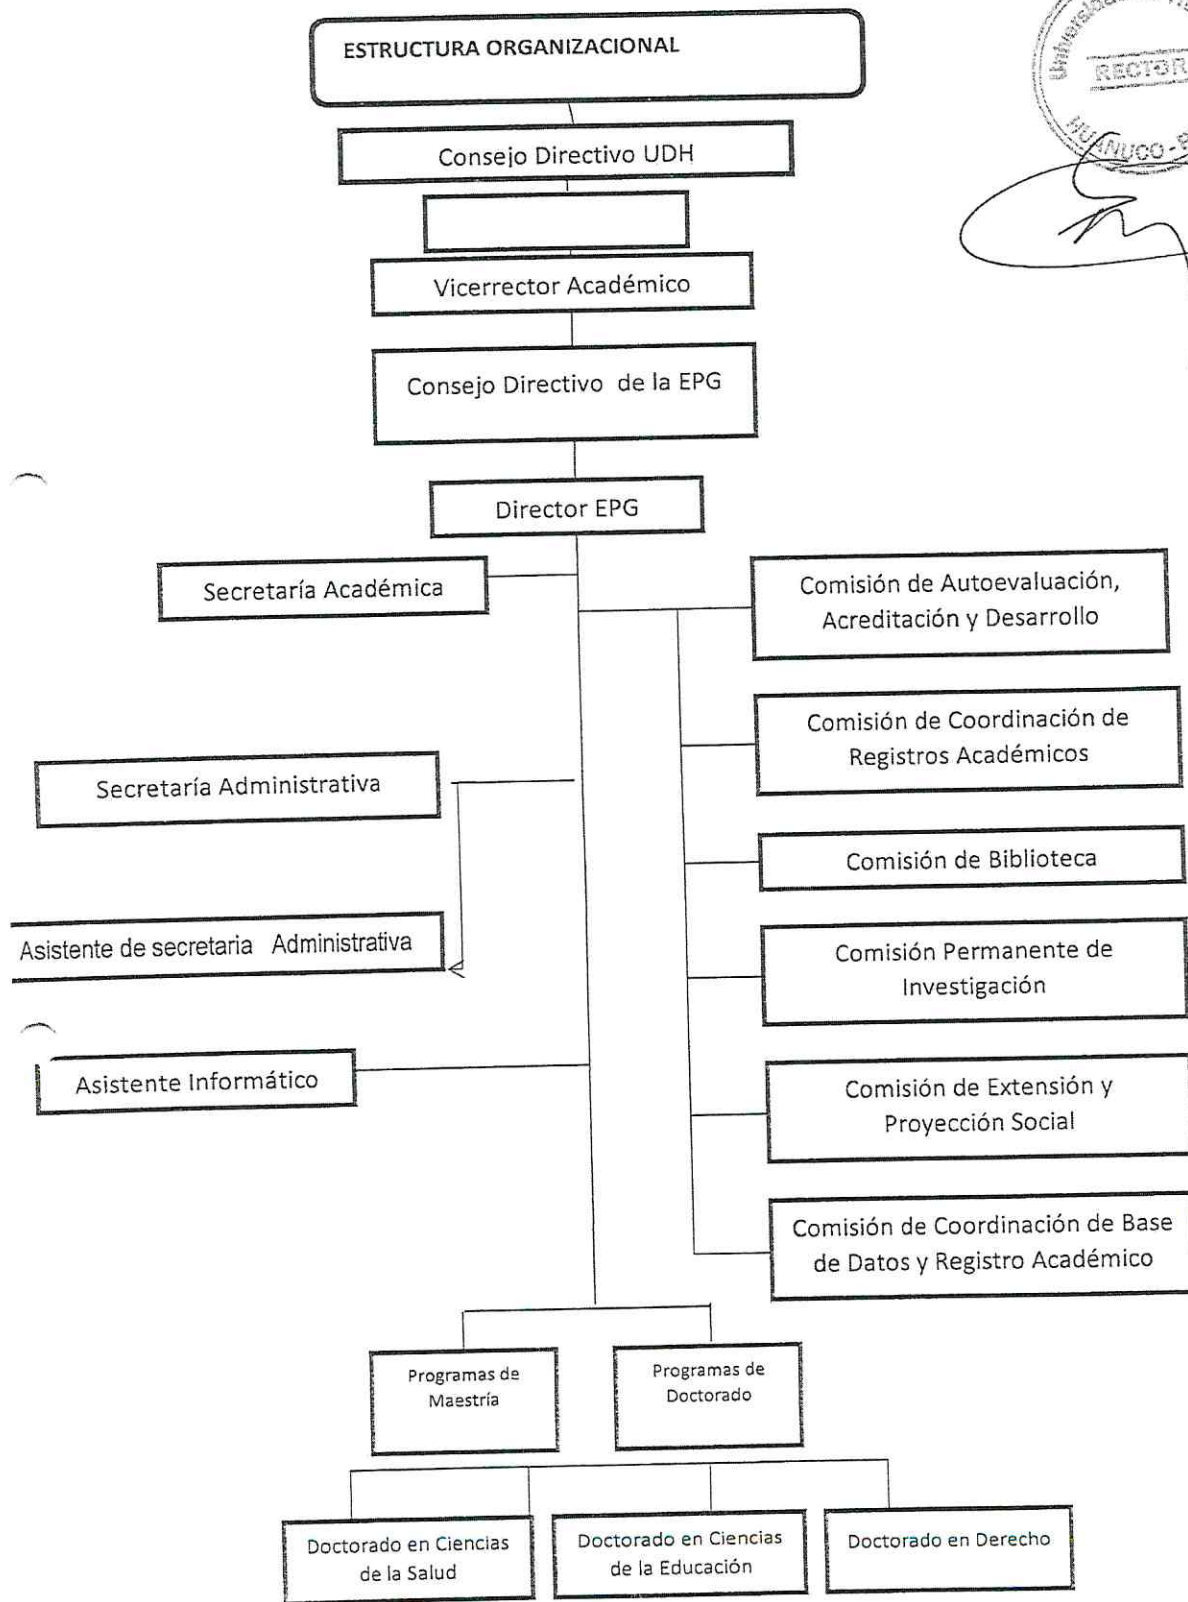 ESTRUCTURA ORGANIZACIONAL
RECTOR
HUÁNUCO - P
Consejo Directivo UDH
Vicerrector Académico
Consejo Directivo de la EPG
Director EPG
Secretaría Académica
Comisión de Autoevaluación,
Acreditación y Desarrollo
Comisión de Coordinación de
Registros Académicos
Secretaría Administrativa
Comisión de Biblioteca
Asistente de secretaria Administrativa
Comisión Permanente de
Investigación
Asistente Informático
Comisión de Extensión y
Proyección Social
Comisión de Coordinación de Base
de Datos y Registro Académico
Programas de
Maestría
Programas de
Doctorado
Doctorado en Ciencias
de la Salud
Doctorado en Ciencias
de la Educación
Doctorado en Derecho